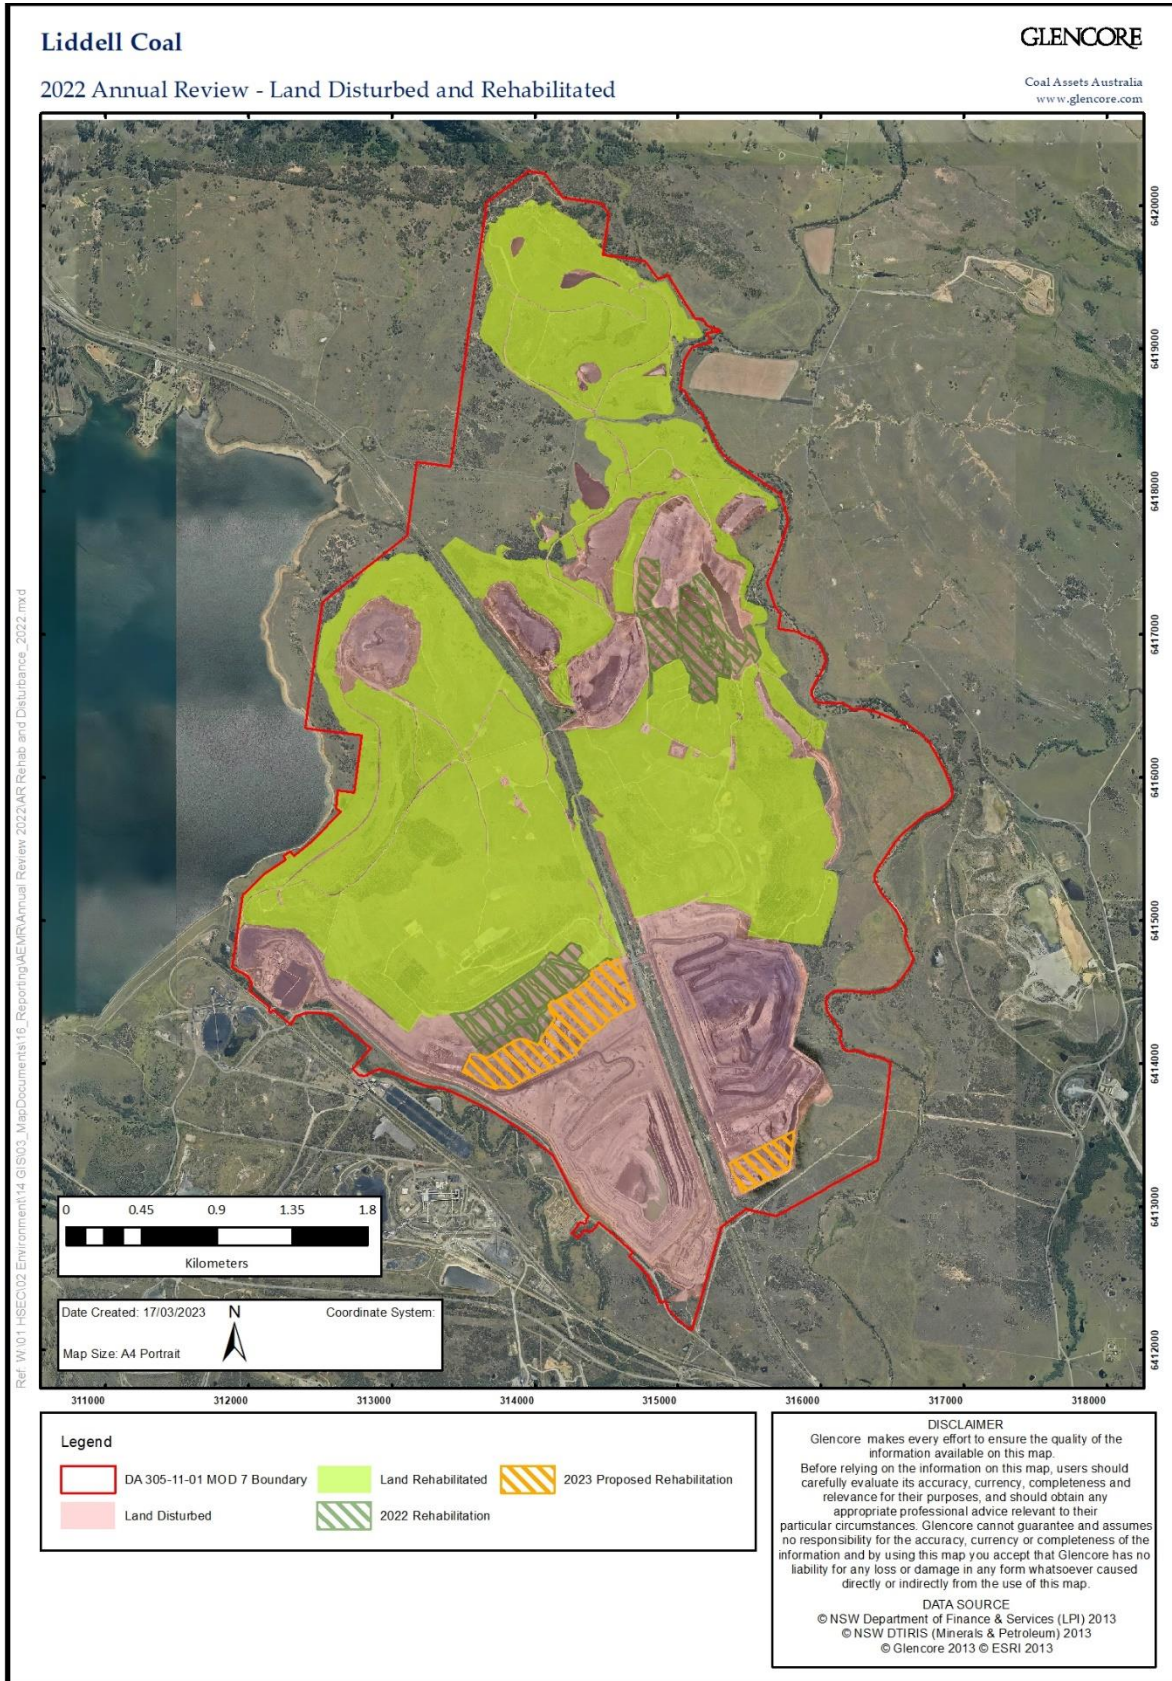 Liddell Coal
GLENCORE
2022 Annual Review - Land Disturbed and Rehabilitated
Coal Assets Australia
www.glencore.com
6420000
6419000
6418000
6417000
6416000
6415000
6414000
6413000
6412000
Ref: W:\01 HSEC\02 Environment\14 GIS\03_MapDocuments\16_Reporting\AEMR\Annual Review 2022\AR Rehab and Disturbance_2022.mxd
0 0.45 0.9 1.35 1.8
Kilometers
Date Created: 17/03/2023 N Coordinate System:
Map Size: A4 Portrait
311000 312000 313000 314000 315000 316000 317000 318000
Legend
DA 305-11-01 MOD 7 Boundary Land Rehabilitated 2023 Proposed Rehabilitation
Land Disturbed 2022 Rehabilitation
DISCLAIMER
Glencore makes every effort to ensure the quality of the
information available on this map.
Before relying on the information on this map, users should
carefully evaluate its accuracy, currency, completeness and
relevance for their purposes, and should obtain any
appropriate professional advice relevant to their
particular circumstances. Glencore cannot guarantee and assumes
no responsibility for the accuracy, currency or completeness of the
information and by using this map you accept that Glencore has no
liability for any loss or damage in any form whatsoever caused
directly or indirectly from the use of this map.
DATA SOURCE
© NSW Department of Finance & Services (LPI) 2013
© NSW DTIRIS (Minerals & Petroleum) 2013
© Glencore 2013 © ESRI 2013